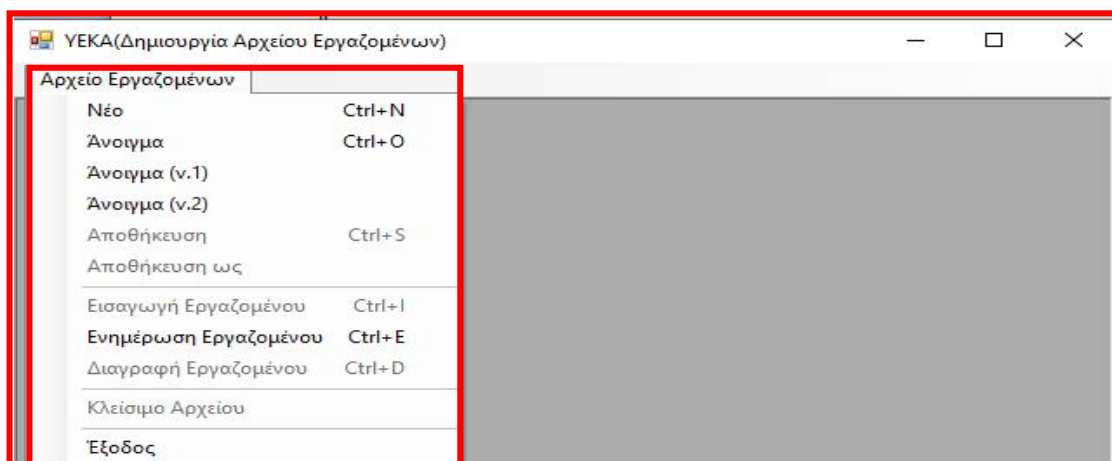 ΥΕΚΑ(Δημιουργία Αρχείου Εργαζομένων)
Αρχείο Εργαζομένων
Νέο Ctrl+N
Άνοιγμα Ctrl+O
Άνοιγμα (v.1)
Άνοιγμα (v.2)
Αποθήκευση Ctrl+S
Αποθήκευση ως
Εισαγωγή Εργαζομένου Ctrl+I
Ενημέρωση Εργαζομένου Ctrl+E
Διαγραφή Εργαζομένου Ctrl+D
Κλείσιμο Αρχείου
Έξοδος